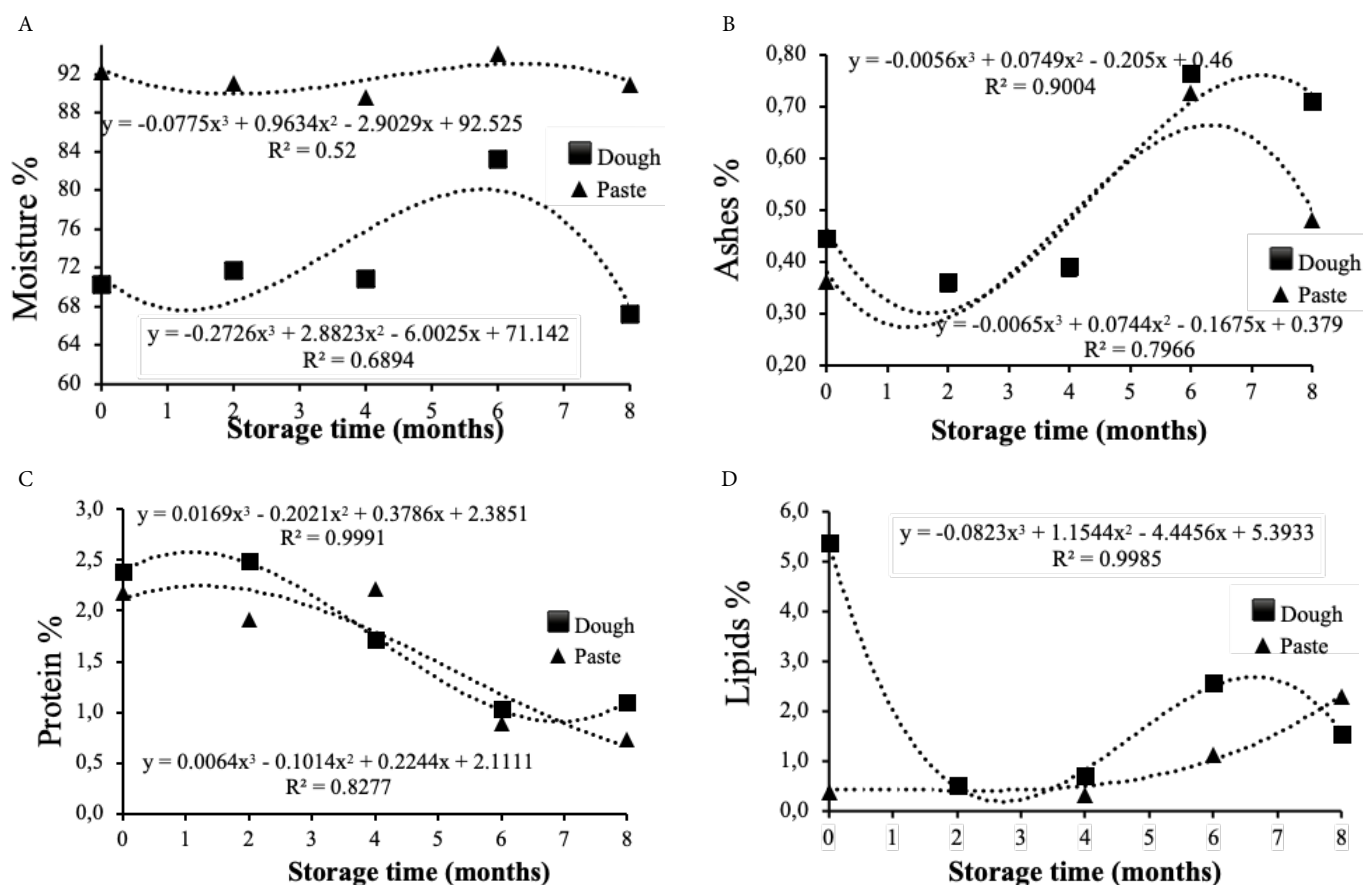 A
92
88
84
80
76
72
68
64
60
Moisture %
y = -0.0775x³ + 0.9634x² - 2.9029x + 92.525
R² = 0.52
Dough
Paste
y = -0.2726x³ + 2.8823x² - 6.0025x + 71.142
R² = 0.6894
0 1 2 3 4 5 6 7 8
Storage time (months)
B
0,80
0,70
0,60
0,50
0,40
0,30
0,20
Ashes %
y = -0.0056x³ + 0.0749x² - 0.205x + 0.46
R² = 0.9004
Dough
Paste
y = -0.0065x³ + 0.0744x² - 0.1675x + 0.379
R² = 0.7966
0 1 2 3 4 5 6 7 8
Storage time (months)
C
3,0
2,5
2,0
1,5
1,0
0,5
0,0
Protein %
y = 0.0169x³ - 0.2021x² + 0.3786x + 2.3851
R² = 0.9991
Dough
Paste
y = 0.0064x³ - 0.1014x² + 0.2244x + 2.1111
R² = 0.8277
0 1 2 3 4 5 6 7 8
Storage time (months)
D
6,0
5,0
4,0
3,0
2,0
1,0
0,0
Lipids %
y = -0.0823x³ + 1.1544x² - 4.4456x + 5.3933
R² = 0.9985
Dough
Paste
0 1 2 3 4 5 6 7 8
Storage time (months)